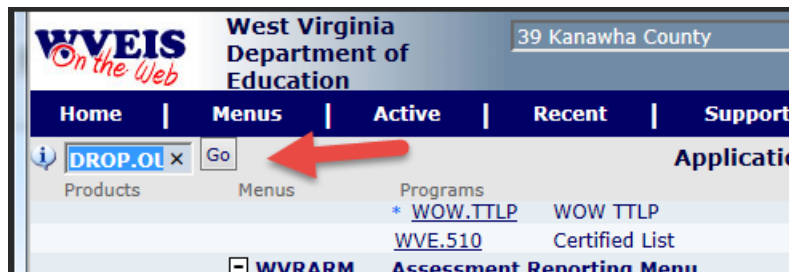 WVEIS
On the Web
West Virginia
Department of
Education
39 Kanawha County
Home | Menus | Active | Recent | Support
DROP.OU × Go
Applicatio
Products Menus Programs
* WOW.TTLP WOW TTLP
WVE.510 Certified List
WVRARM Assessment Reporting Menu